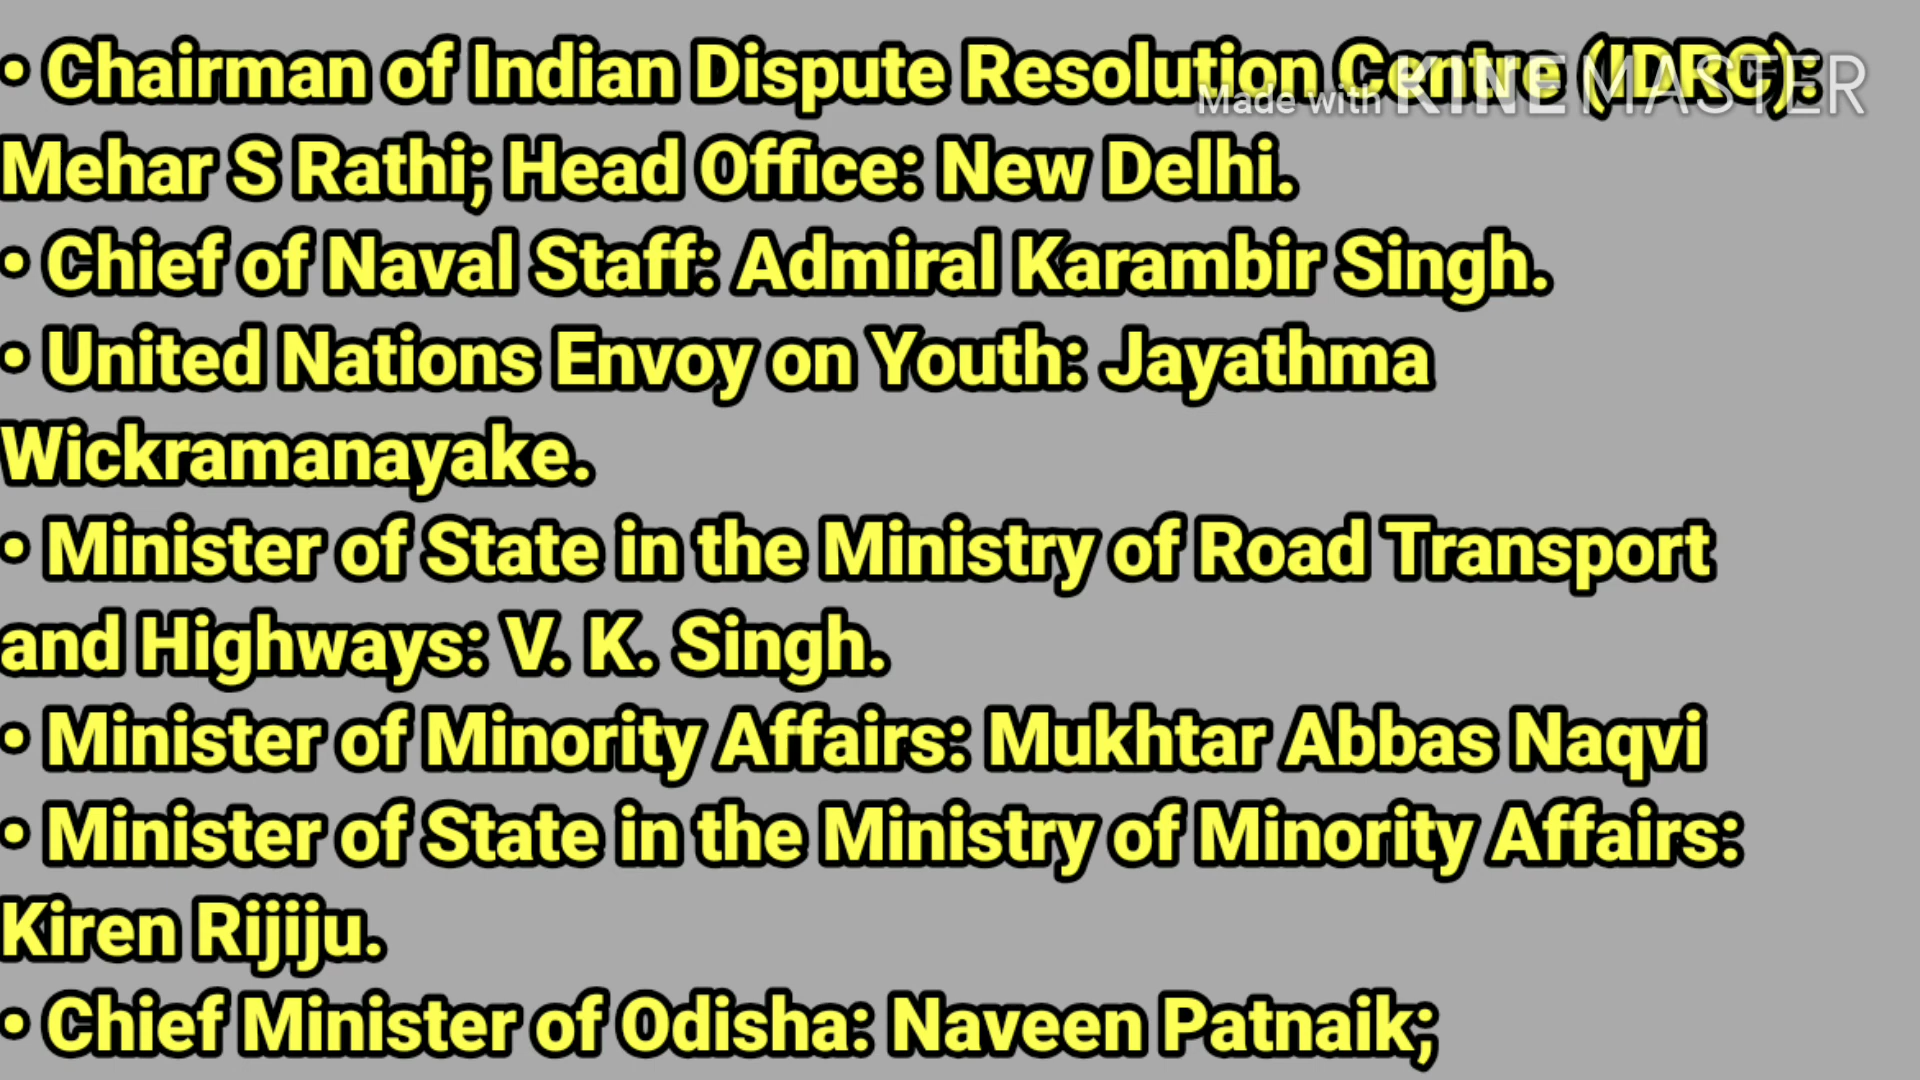 • Chairman of Indian Dispute Resolution Centre (IDRC):
Made with KINEMASTER
Mehar S Rathi; Head Office: New Delhi.
• Chief of Naval Staff: Admiral Karambir Singh.
• United Nations Envoy on Youth: Jayathma
Wickramanayake.
• Minister of State in the Ministry of Road Transport
and Highways: V. K. Singh.
• Minister of Minority Affairs: Mukhtar Abbas Naqvi
• Minister of State in the Ministry of Minority Affairs:
Kiren Rijiju.
• Chief Minister of Odisha: Naveen Patnaik;